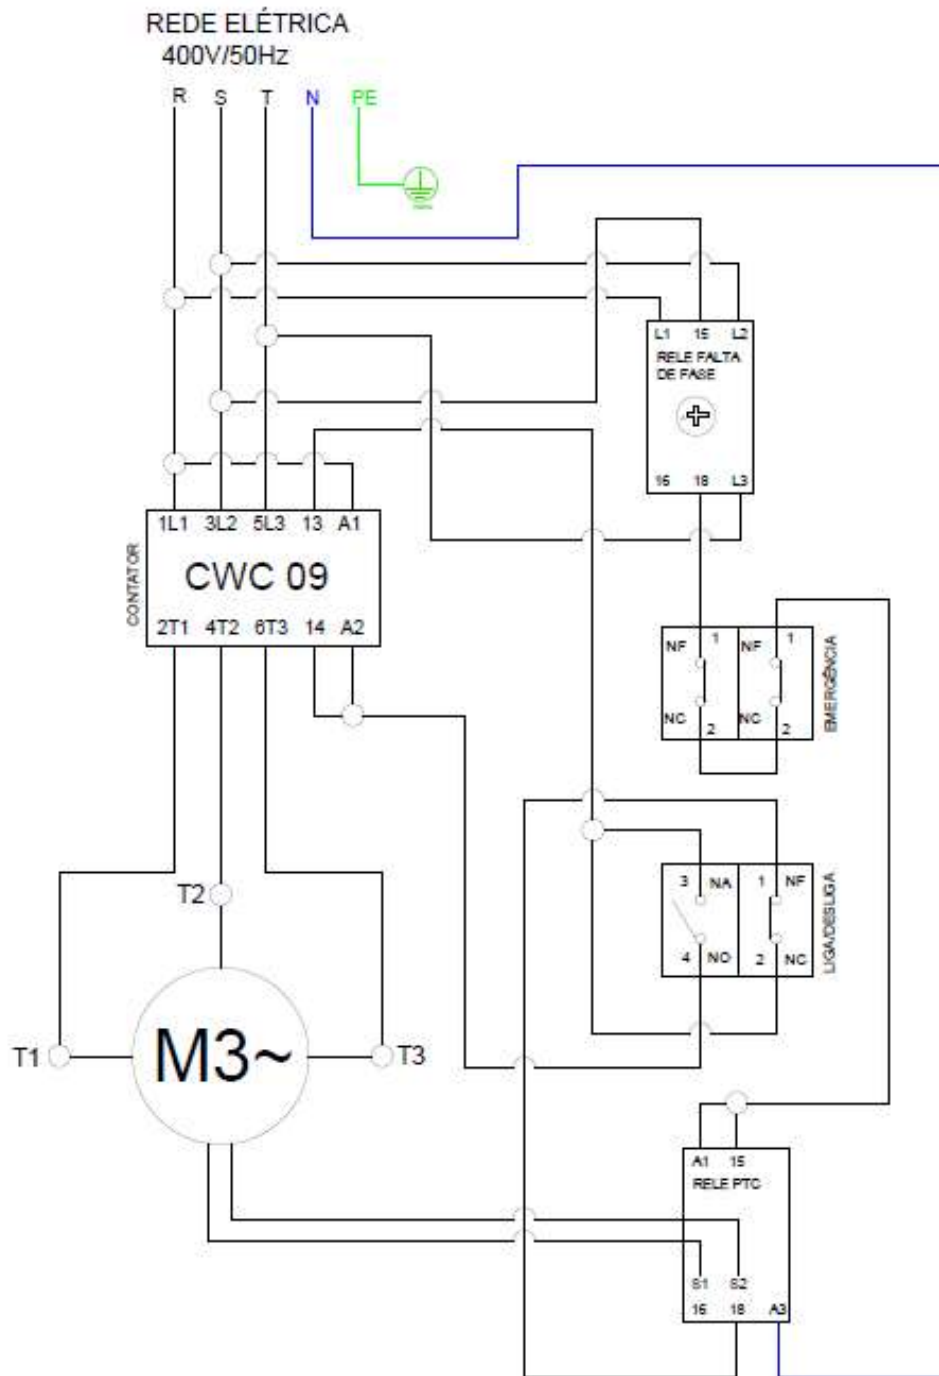 REDE ELÉTRICA
400V/50Hz
R S T N PE
L1 15 L2
RELE FALTA
DE FASE
16 18 L3
1L1 3L2 5L3 13 A1
CONTATOR
CWC 09
2T1 4T2 6T3 14 A2
NF 1 NF 1
EMERGÊNCIA
NC 2 NC 2
3 NA 1 NF
LIGA/DESLIGA
4 NO 2 NC
T2
T1
M3~
T3
A1 15
RELE PTC
S1 S2
16 18 A3